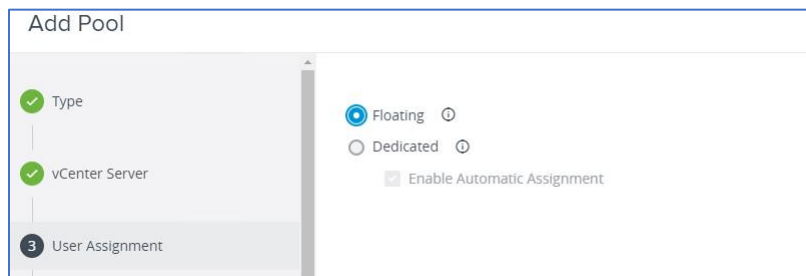 Add Pool
Type
Floating
Dedicated
vCenter Server
Enable Automatic Assignment
3 User Assignment